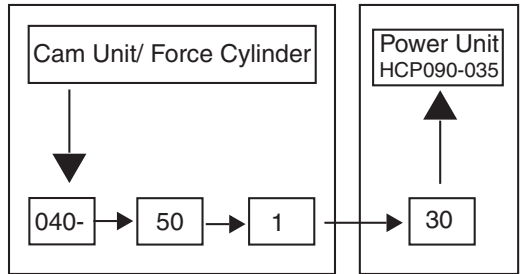 Cam Unit/ Force Cylinder
Power Unit
HCP090-035
040-
50
1
30